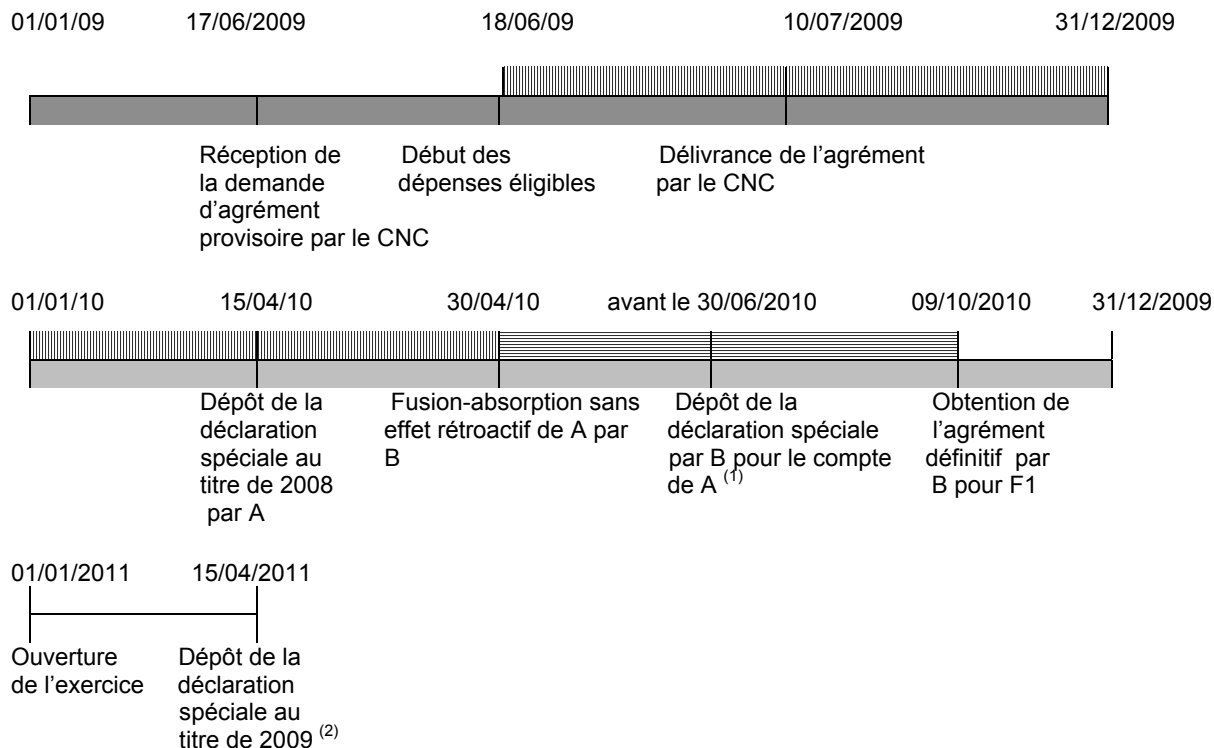 01/01/09 17/06/2009 18/06/09 10/07/2009 31/12/2009
Réception de
la demande
d'agrément
provisoire par le CNC
Début des
dépenses éligibles
Délivrance de l'agrément
par le CNC
01/01/10 15/04/10 30/04/10 avant le 30/06/2010 09/10/2010 31/12/2009
Dépôt de la
déclaration
spéciale au
titre de 2008
par A
Fusion-absorption sans
effet rétroactif de A par
B
Dépôt de la
déclaration spéciale
par B pour le compte
de A (1)
Obtention de
l'agrément
définitif par
B pour F1
01/01/2011 15/04/2011
Ouverture
de l'exercice
Dépôt de la
déclaration
spéciale au
titre de 2009 (2)